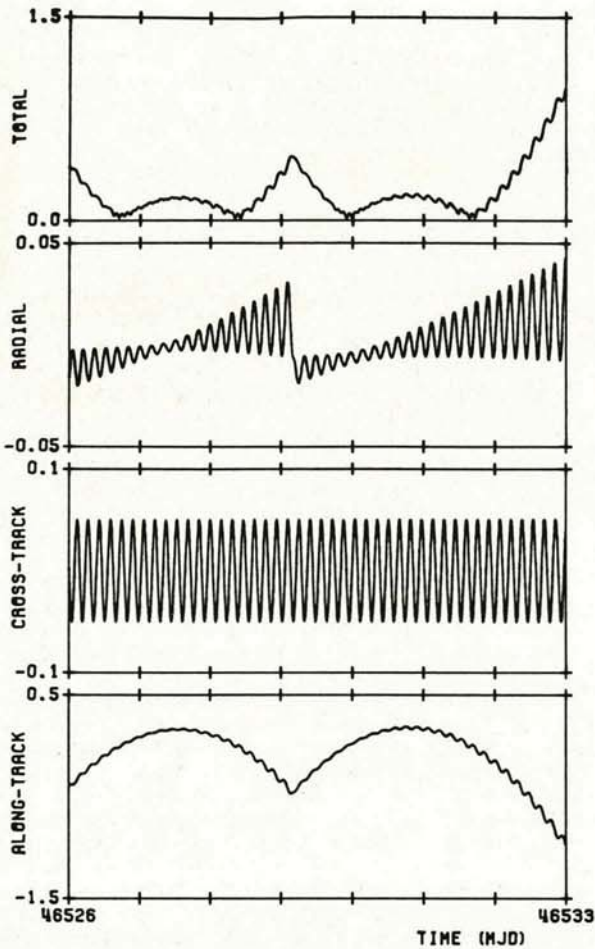 1.5
TOTAL
0.0
0.05
RADIAL
-0.05
0.1
CROSS-TRACK
-0.1
0.5
ALONG-TRACK
-1.5
46526 46533
TIME (MJD)